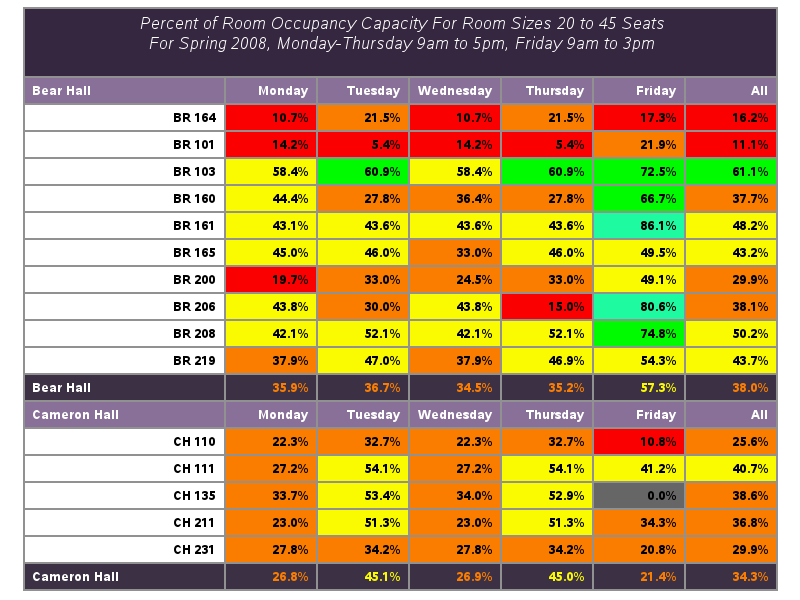 Percent of Room Occupancy Capacity For Room Sizes 20 to 45 Seats
For Spring 2008, Monday-Thursday 9am to 5pm, Friday 9am to 3pm
Bear Hall Monday Tuesday Wednesday Thursday Friday All
BR 164 10.7% 21.5% 10.7% 21.5% 17.3% 16.2%
BR 101 14.2% 5.4% 14.2% 5.4% 21.9% 11.1%
BR 103 58.4% 60.9% 58.4% 60.9% 72.5% 61.1%
BR 160 44.4% 27.8% 36.4% 27.8% 66.7% 37.7%
BR 161 43.1% 43.6% 43.6% 43.6% 86.1% 48.2%
BR 165 45.0% 46.0% 33.0% 46.0% 49.5% 43.2%
BR 200 19.7% 33.0% 24.5% 33.0% 49.1% 29.9%
BR 206 43.8% 30.0% 43.8% 15.0% 80.6% 38.1%
BR 208 42.1% 52.1% 42.1% 52.1% 74.8% 50.2%
BR 219 37.9% 47.0% 37.9% 46.9% 54.3% 43.7%
Bear Hall 35.9% 36.7% 34.5% 35.2% 57.3% 38.0%
Cameron Hall Monday Tuesday Wednesday Thursday Friday All
CH 110 22.3% 32.7% 22.3% 32.7% 10.8% 25.6%
CH 111 27.2% 54.1% 27.2% 54.1% 41.2% 40.7%
CH 135 33.7% 53.4% 34.0% 52.9% 0.0% 38.6%
CH 211 23.0% 51.3% 23.0% 51.3% 34.3% 36.8%
CH 231 27.8% 34.2% 27.8% 34.2% 20.8% 29.9%
Cameron Hall 26.8% 45.1% 26.9% 45.0% 21.4% 34.3%